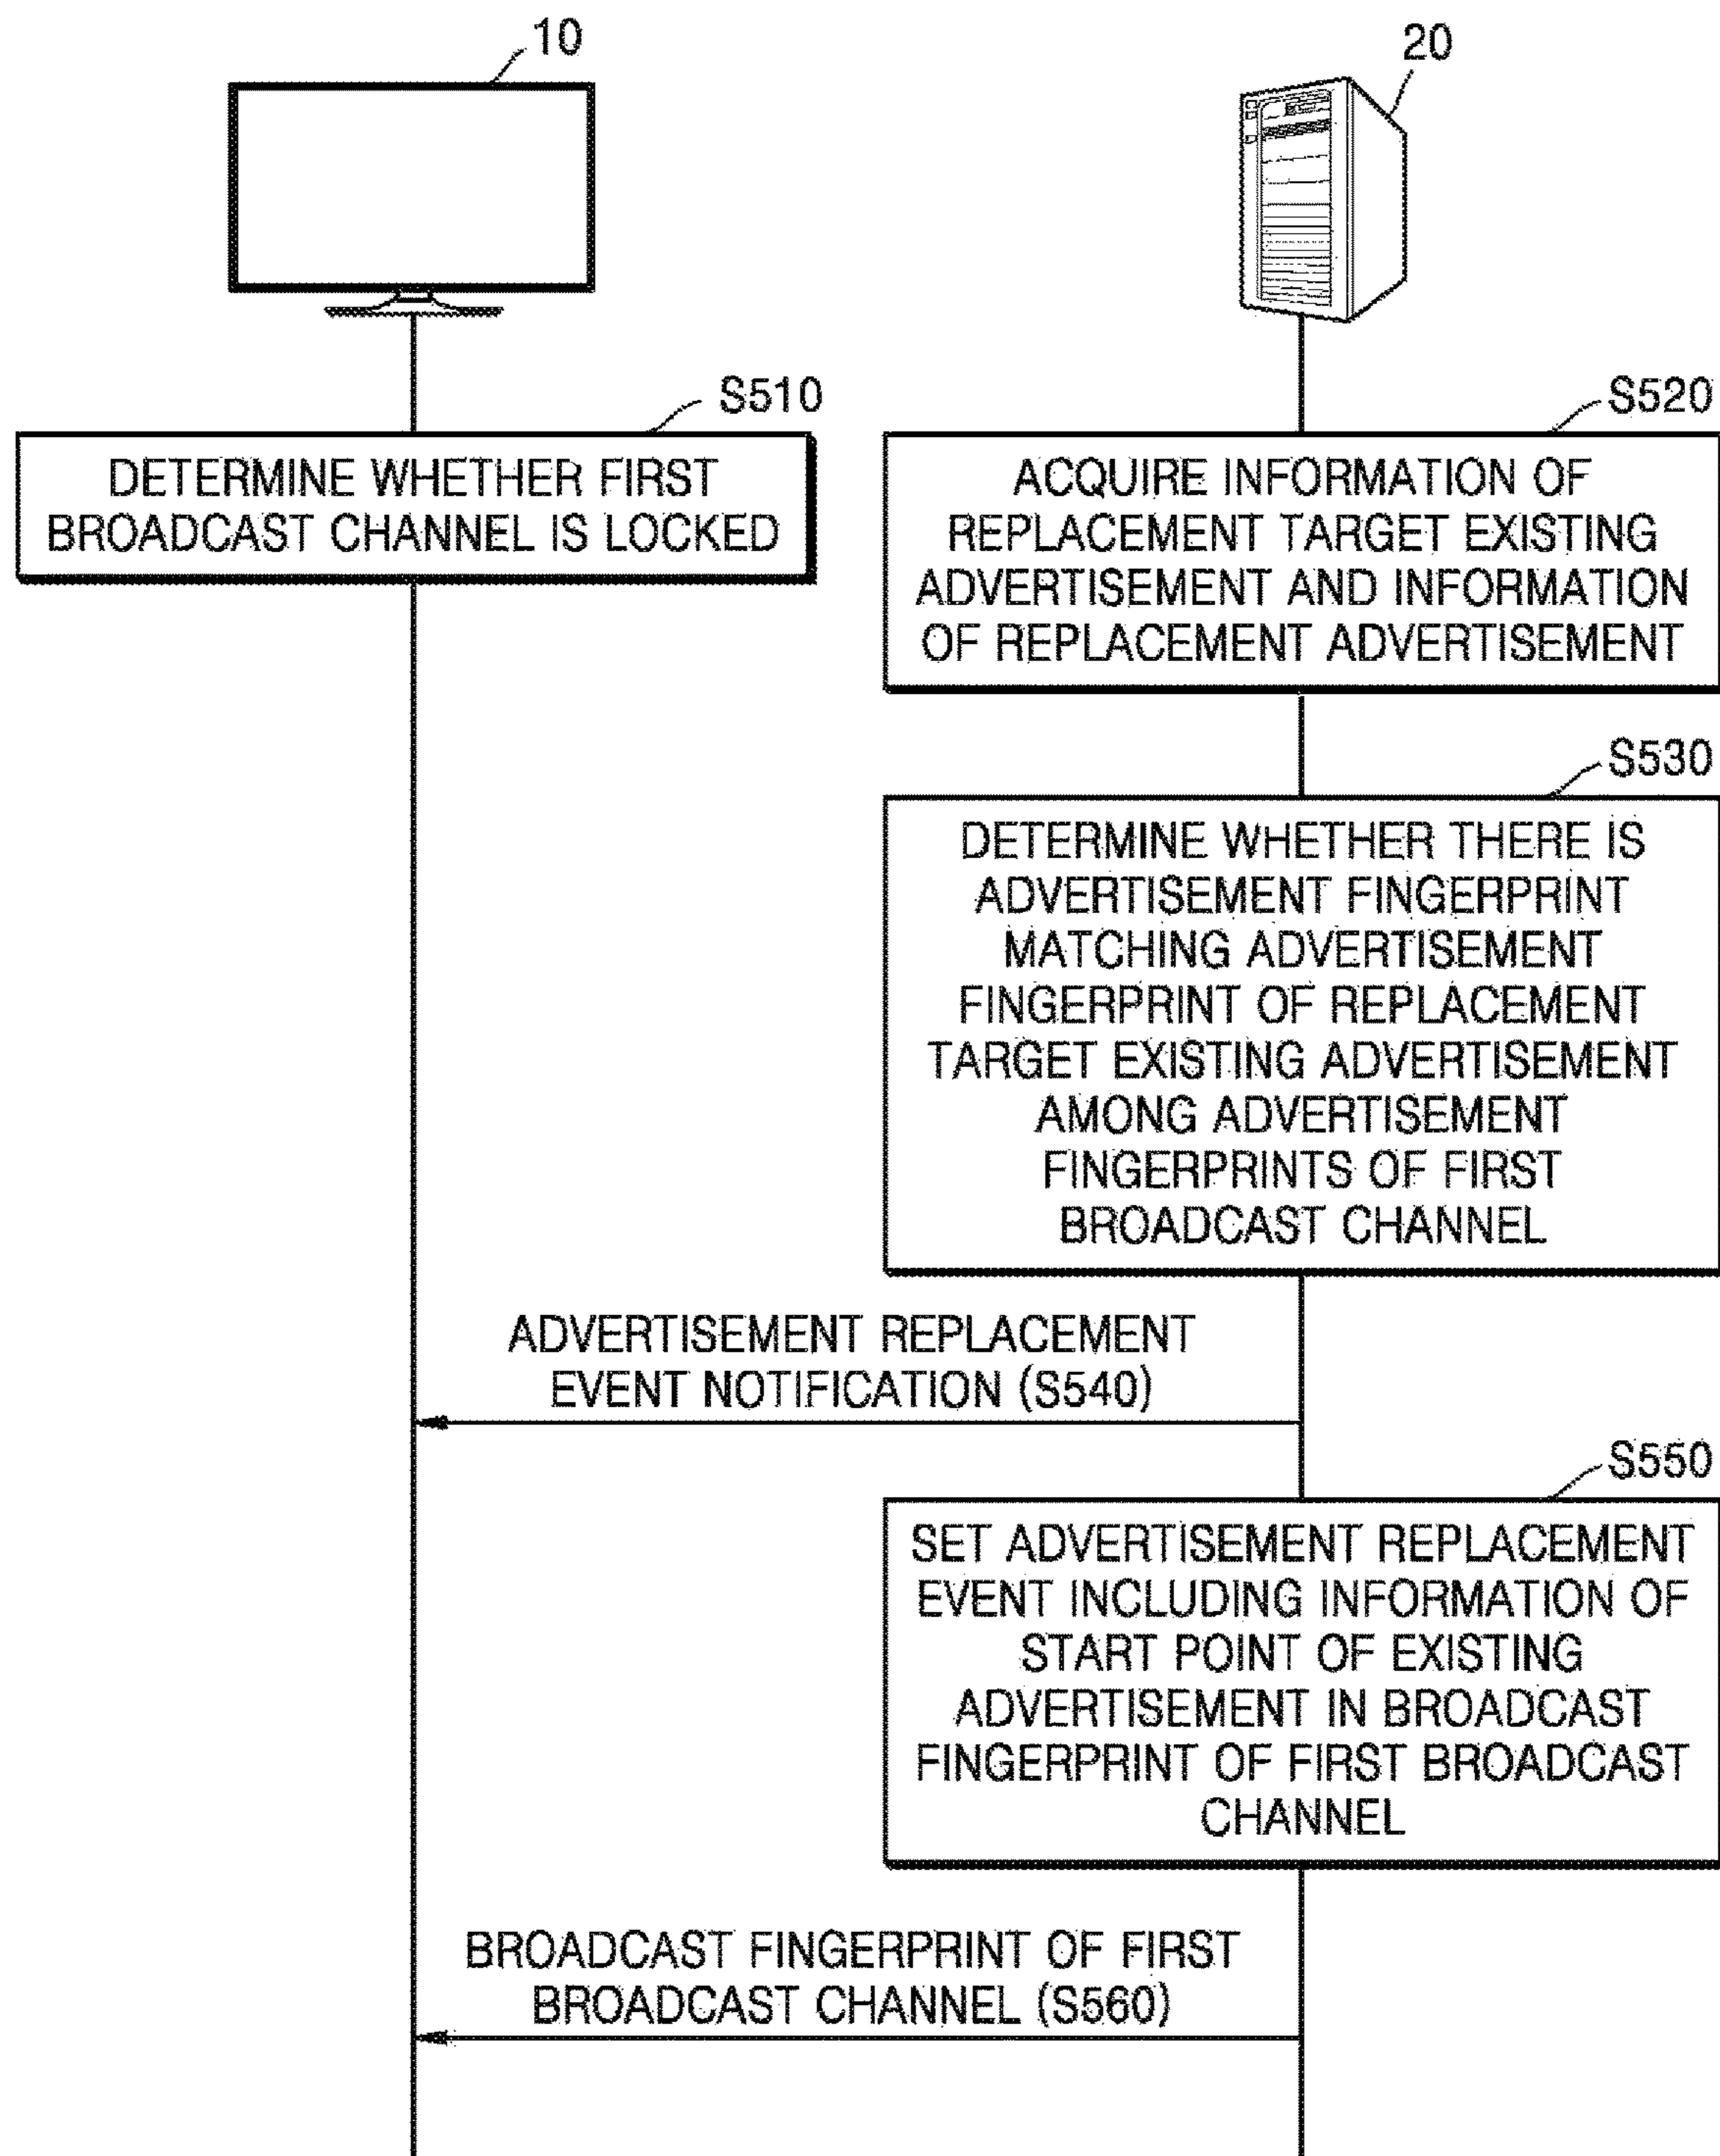 10
20
S510
DETERMINE WHETHER FIRST
BROADCAST CHANNEL IS LOCKED
S520
ACQUIRE INFORMATION OF
REPLACEMENT TARGET EXISTING
ADVERTISEMENT AND INFORMATION
OF REPLACEMENT ADVERTISEMENT
S530
DETERMINE WHETHER THERE IS
ADVERTISEMENT FINGERPRINT
MATCHING ADVERTISEMENT
FINGERPRINT OF REPLACEMENT
TARGET EXISTING ADVERTISEMENT
AMONG ADVERTISEMENT
FINGERPRINTS OF FIRST
BROADCAST CHANNEL
ADVERTISEMENT REPLACEMENT
EVENT NOTIFICATION (S540)
S550
SET ADVERTISEMENT REPLACEMENT
EVENT INCLUDING INFORMATION OF
START POINT OF EXISTING
ADVERTISEMENT IN BROADCAST
FINGERPRINT OF FIRST BROADCAST
CHANNEL
BROADCAST FINGERPRINT OF FIRST
BROADCAST CHANNEL (S560)